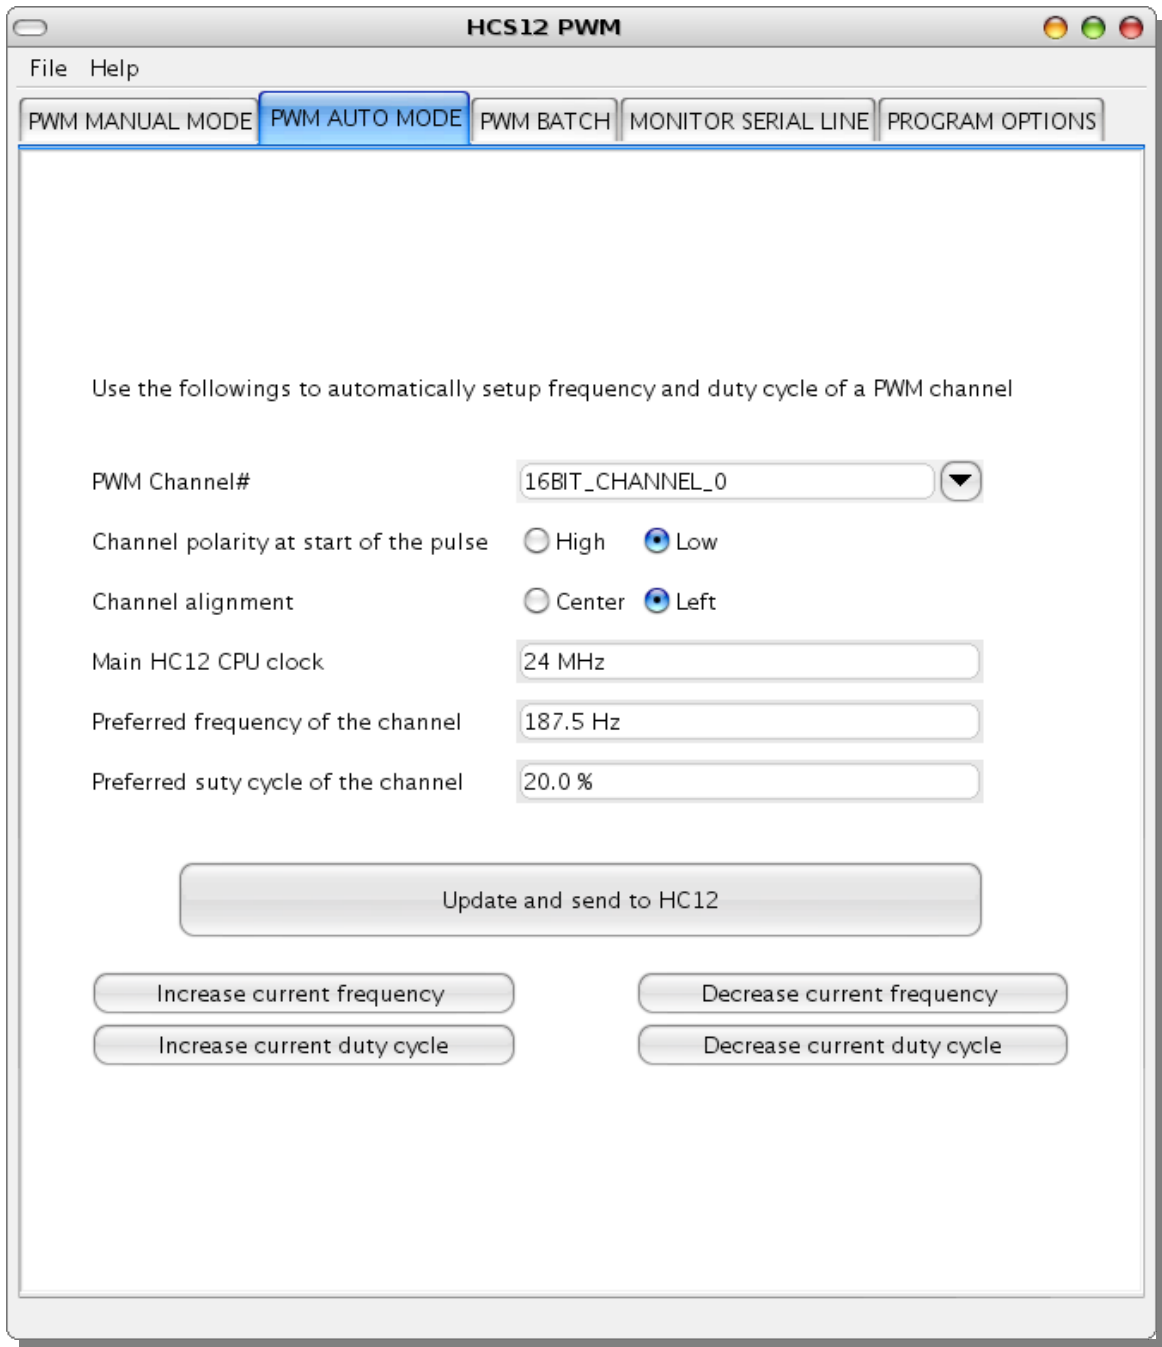 HCS12 PWM
File Help
PWM MANUAL MODE PWM AUTO MODE PWM BATCH MONITOR SERIAL LINE PROGRAM OPTIONS
Use the followings to automatically setup frequency and duty cycle of a PWM channel
PWM Channel# 16BIT_CHANNEL_0
Channel polarity at start of the pulse High Low
Channel alignment Center Left
Main HC12 CPU clock 24 MHz
Preferred frequency of the channel 187.5 Hz
Preferred suty cycle of the channel 20.0 %
Update and send to HC12
Increase current frequency Decrease current frequency
Increase current duty cycle Decrease current duty cycle